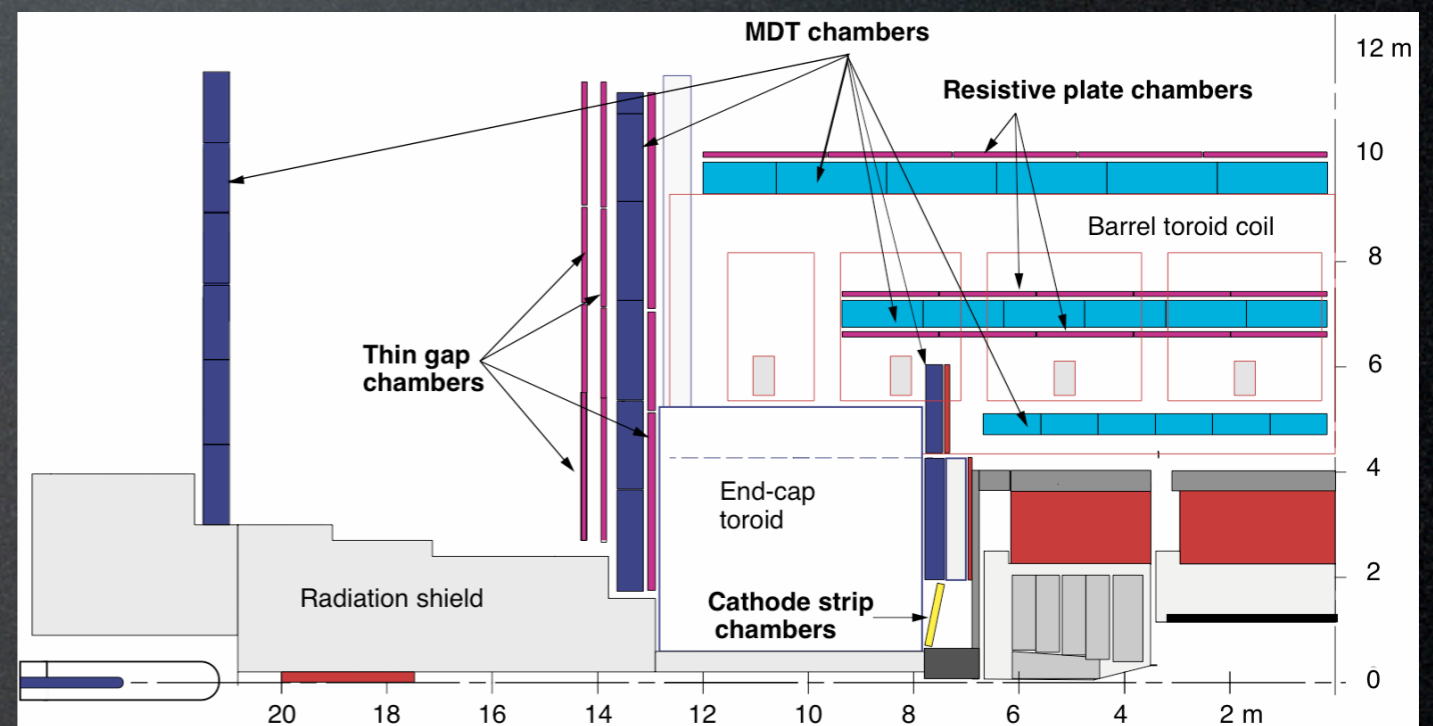 MDT chambers
12 m
Resistive plate chambers
10
Barrel toroid coil
8
Thin gap
chambers
6
4
End-cap
toroid
2
Radiation shield
Cathode strip
chambers
0
20
18
16
14
12
10
8
6
4
2 m